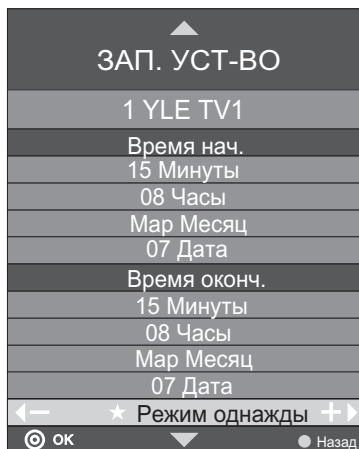 ЗАП. УСТ-ВО
1 YLE TV1
Время нач.
15 Минуты
08 Часы
Мар Месяц
07 Дата
Время оконч.
15 Минуты
08 Часы
Мар Месяц
07 Дата
Режим однажды
ОК
Назад